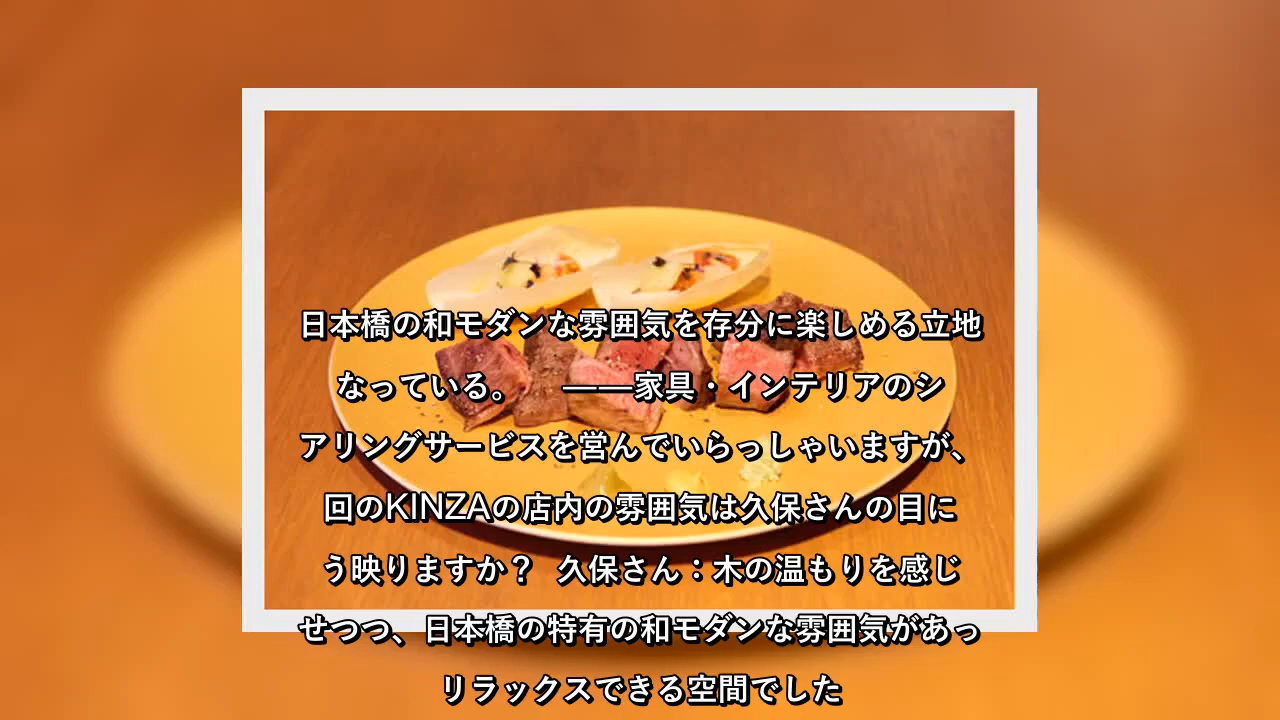 日本橋の和モダンな雰囲気を存分に楽しめる立地
なっている。 ――家具・インテリアのシ
アリングサービスを営んでいらっしゃいますが、
回のKINZAの店内の雰囲気は久保さんの目に
う映りますか？ 久保さん：木の温もりを感じ
せつつ、日本橋の特有の和モダンな雰囲気があっ
リラックスできる空間でした